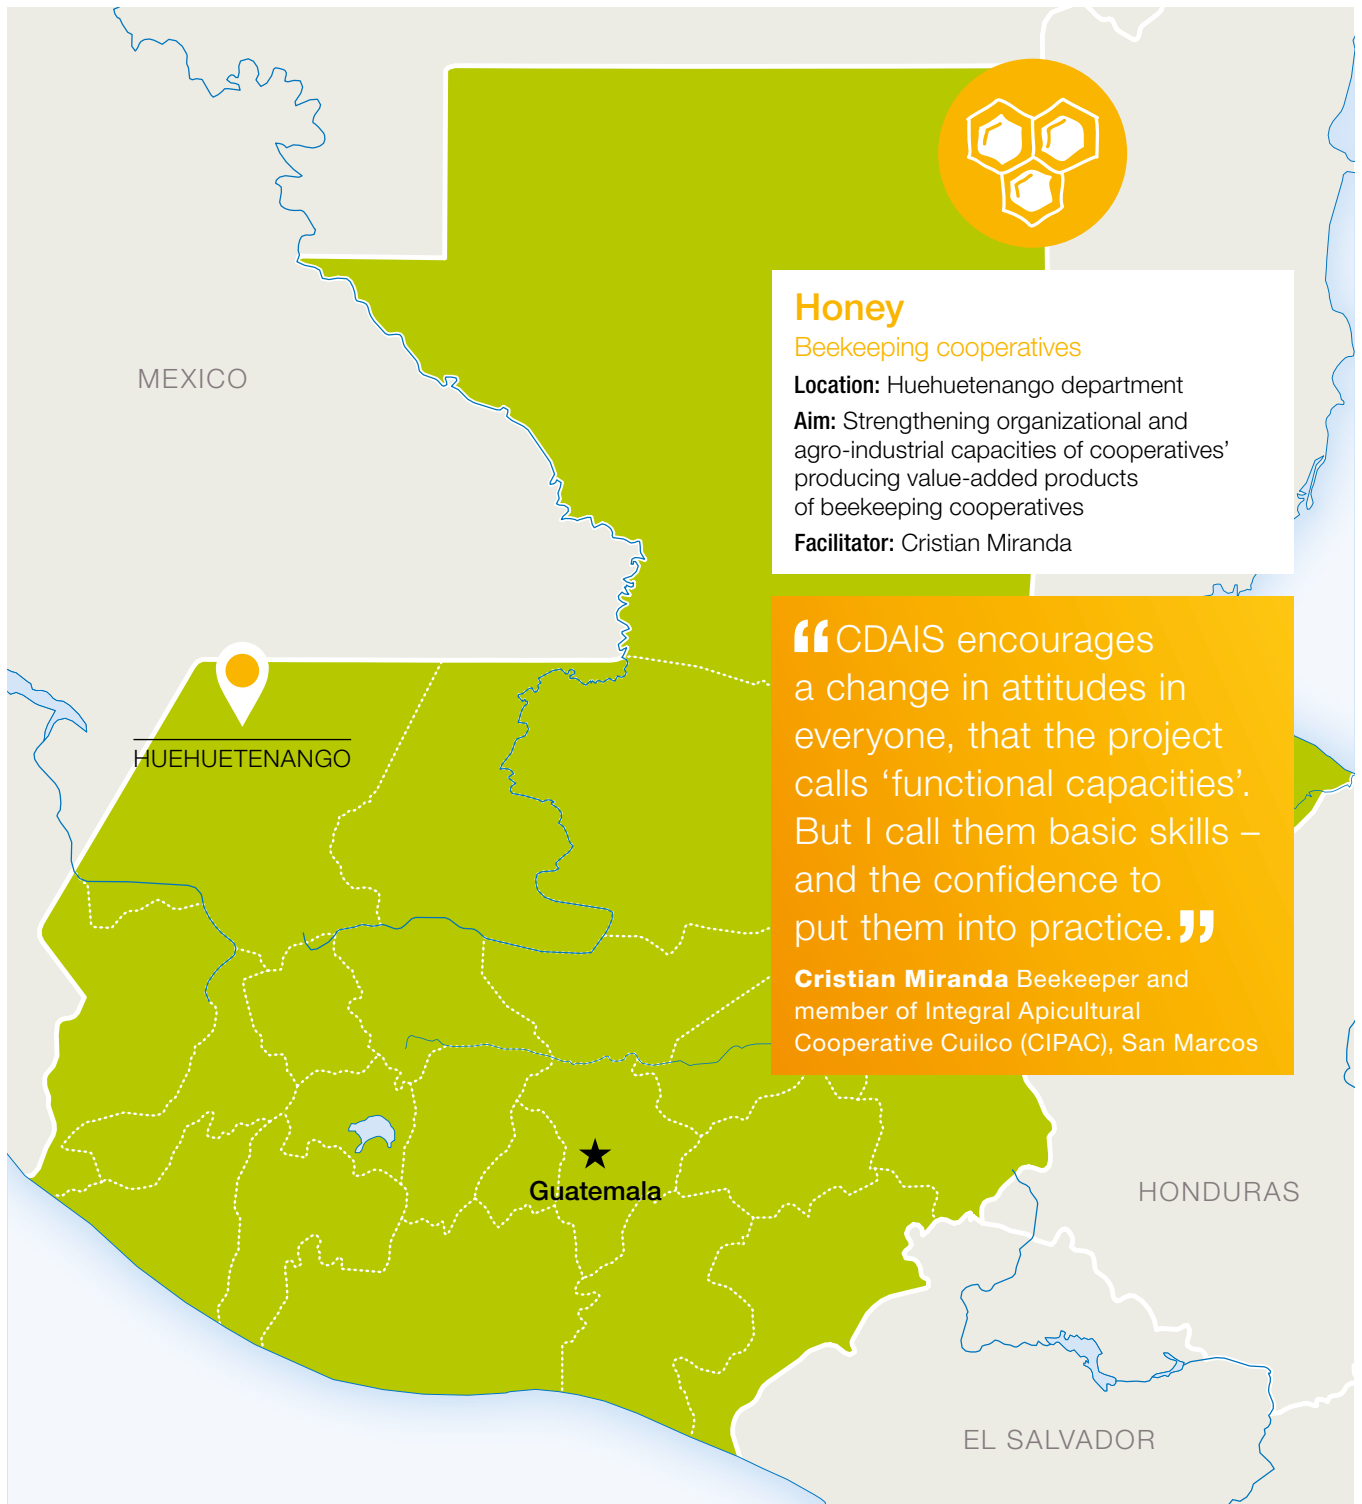 Honey
Beekeeping cooperatives
Location: Huehuetenango department
Aim: Strengthening organizational and
agro-industrial capacities of cooperatives’
producing value-added products
of beekeeping cooperatives
Facilitator: Cristian Miranda
MEXICO
“CDAIS encourages
a change in attitudes in
everyone, that the project
calls ‘functional capacities’.
But I call them basic skills –
and the confidence to
put them into practice.”
Cristian Miranda Beekeeper and
member of Integral Apicultural
Cooperative Cuilco (CIPAC), San Marcos
HUEHUETENANGO
Guatemala
HONDURAS
EL SALVADOR